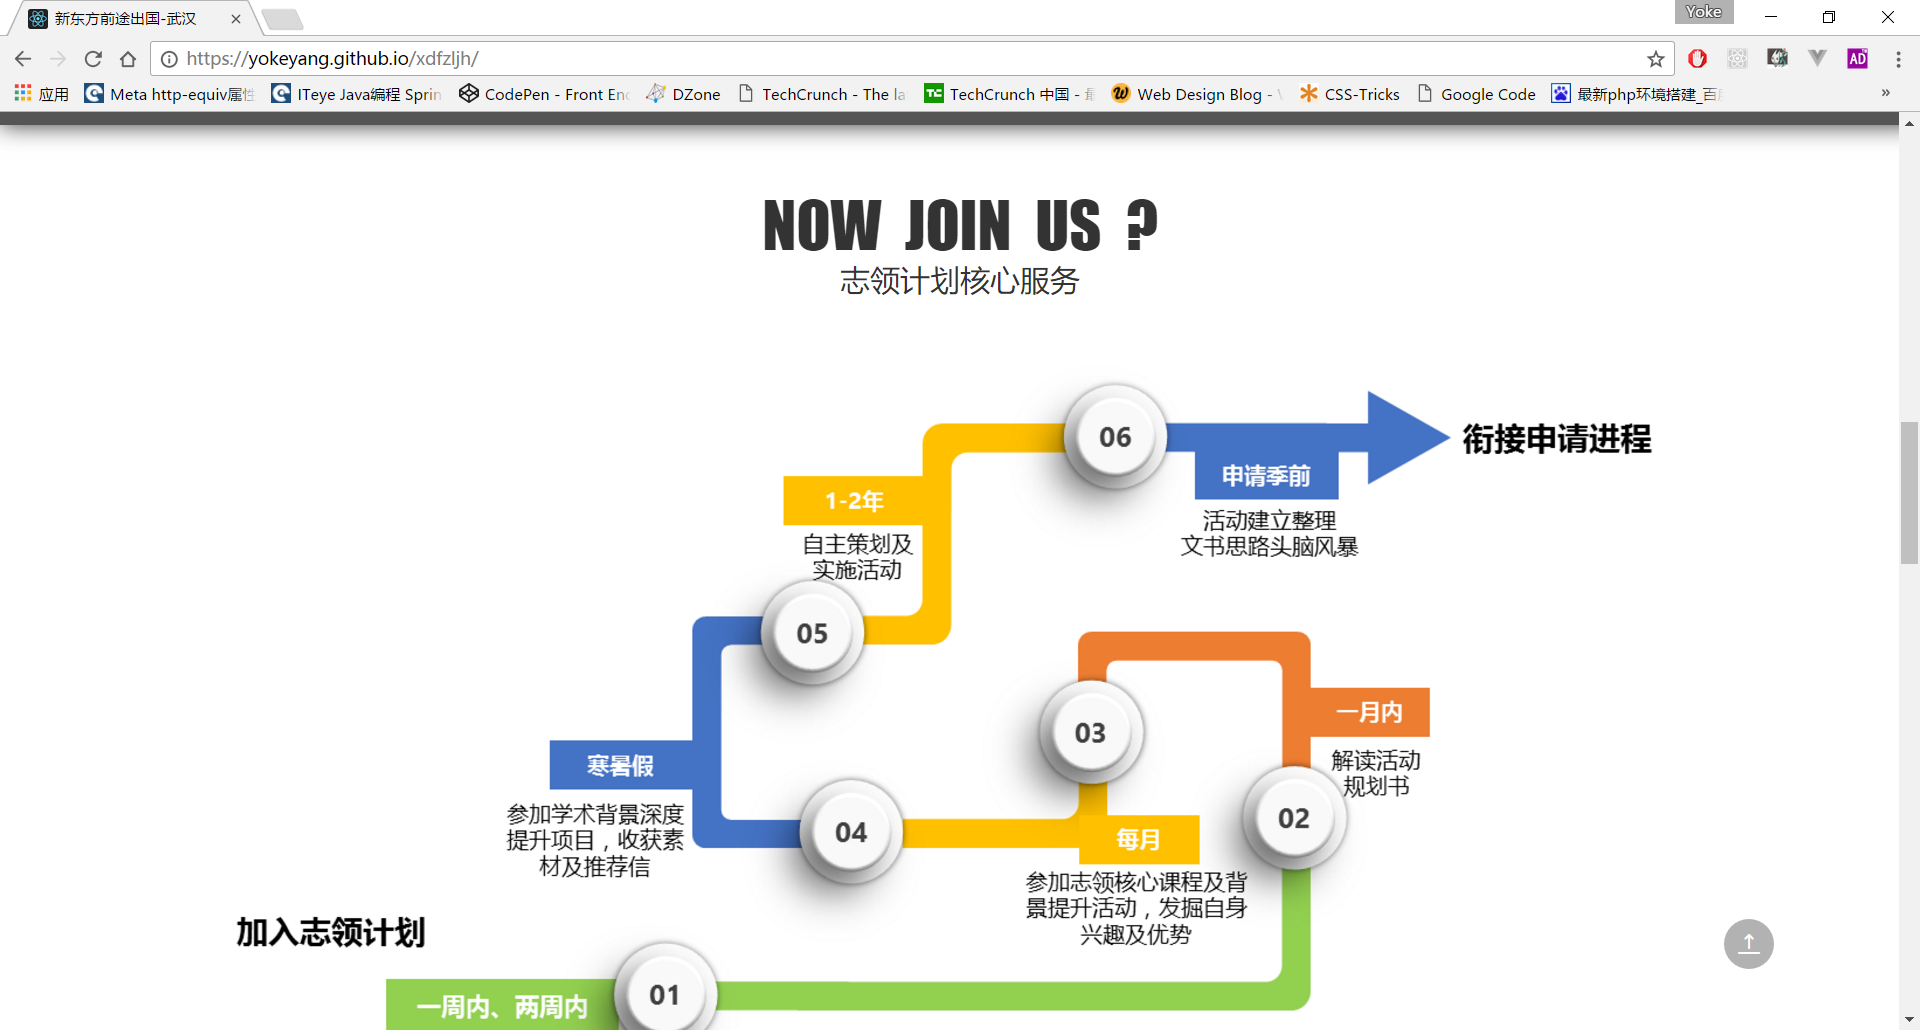 新东方前途出国-武汉
Yoke
https://yokeyang.github.io/xdfzljh/
应用
Meta http-equiv属性
ITeye Java编程 Sprin
CodePen - Front En
DZone
TechCrunch - The la
TechCrunch 中国 -
Web Design Blog -
CSS-Tricks
Google Code
最新php环境搭建_百
»
NOW JOIN US ?
志领计划核心服务
06
衔接申请进程
申请季前
活动建立整理
文书思路头脑风暴
1-2年
自主策划及
实施活动
05
03
一月内
解读活动
规划书
寒暑假
参加学术背景深度
提升项目，收获素
材及推荐信
04
02
每月
参加志领核心课程及背
景提升活动，发掘自身
兴趣及优势
加入志领计划
01
一周内、两周内
AD